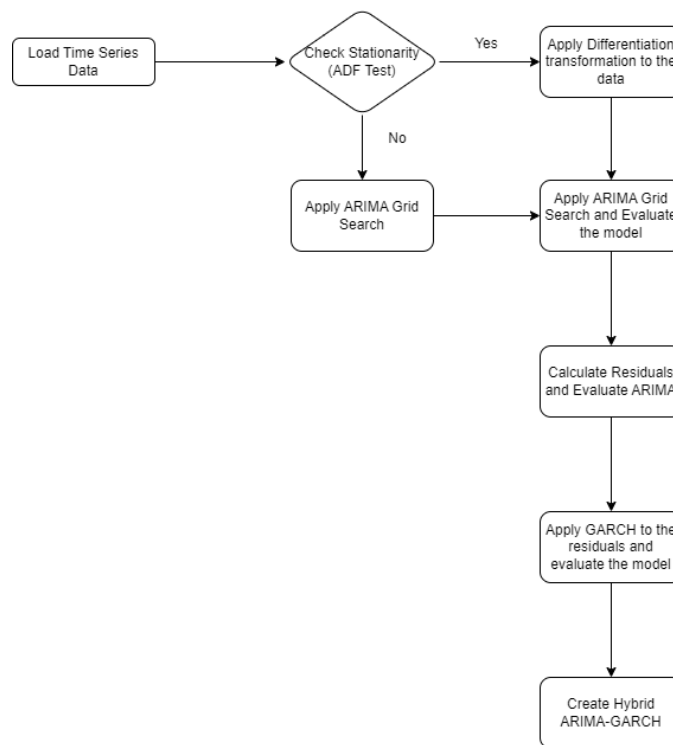 Load Time Series
Data
Check Stationarity
(ADF Test)
Yes
Apply Differentiation
transformation to the
data
No
Apply ARIMA Grid
Search
Apply ARIMA Grid
Search and Evaluate
the model
Calculate Residuals
and Evaluate ARIMA
Apply GARCH to the
residuals and
evaluate the model
Create Hybrid
ARIMA-GARCH